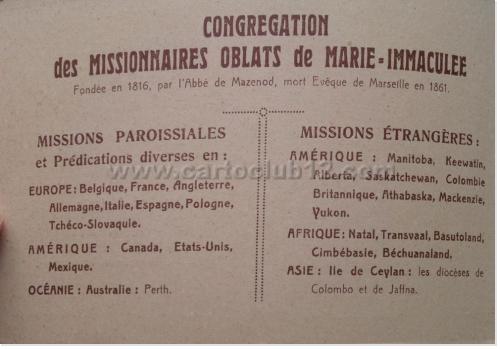 CONGREGATION
des MISSIONNAIRES OBLATS de MARIE-IMMACULEE
Fondée en 1816, par l'Abbé de Mazenod, mort Evêque de Marseille en 1861.
MISSIONS PAROISSIALES
et Prédications diverses en :
EUROPE: Belgique, France, Angleterre,
Allemagne, Italie, Espagne, Pologne,
Tchéco-Slovaquie.
AMÉRIQUE : Canada, Etats-Unis,
Mexique.
OCÉANIE : Australie : Perth.
MISSIONS ÉTRANGÈRES :
AMÉRIQUE : Manitoba, Keewatin,
Alberta, Saskatchewan, Colombie
Britannique, Athabaska, Mackenzie,
Yukon.
AFRIQUE: Natal, Transvaal, Basutoland,
Cimbébasie, Béchuanaland,
ASIE : Ile de Ceylan : les diocèses de
Colombo et de Jaffna.
www.cartoclub13.com